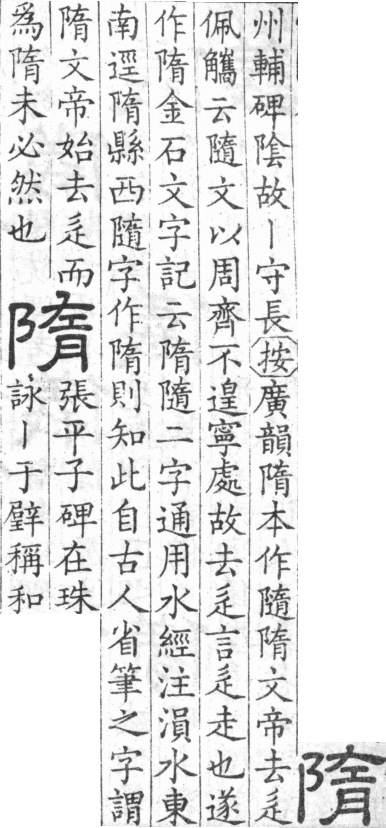 隋
州輔碑陰故丨守長按廣韻隋本作隨隋文帝去辵
佩觿云隨文以周齊不遑寧處故去辵言辵走也遂
作隋金石文字記云隋隨二字通用水經注溳水東
南逕隋縣西隨字作隋則知此自古人省筆之字謂
隋文帝始去辵而
爲隋未必然也
隋
張平子碑在珠
詠丨于璧稱和